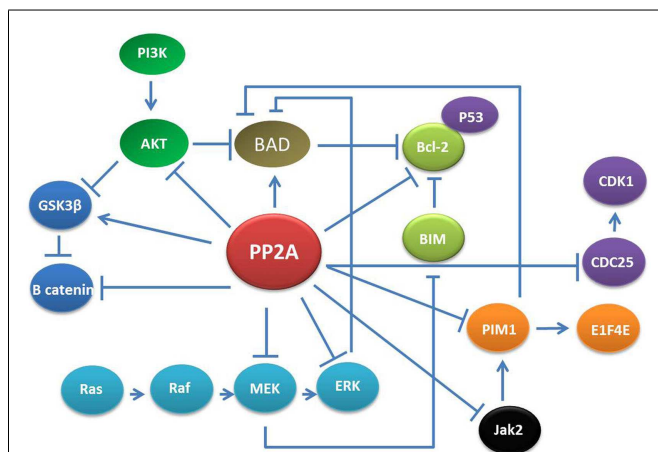 PI3K
P53
AKT
BAD
Bcl-2
CDK1
GSK3β
PP2A
BIM
CDC25
B catenin
PIM1
E1F4E
Ras
Raf
MEK
ERK
Jak2